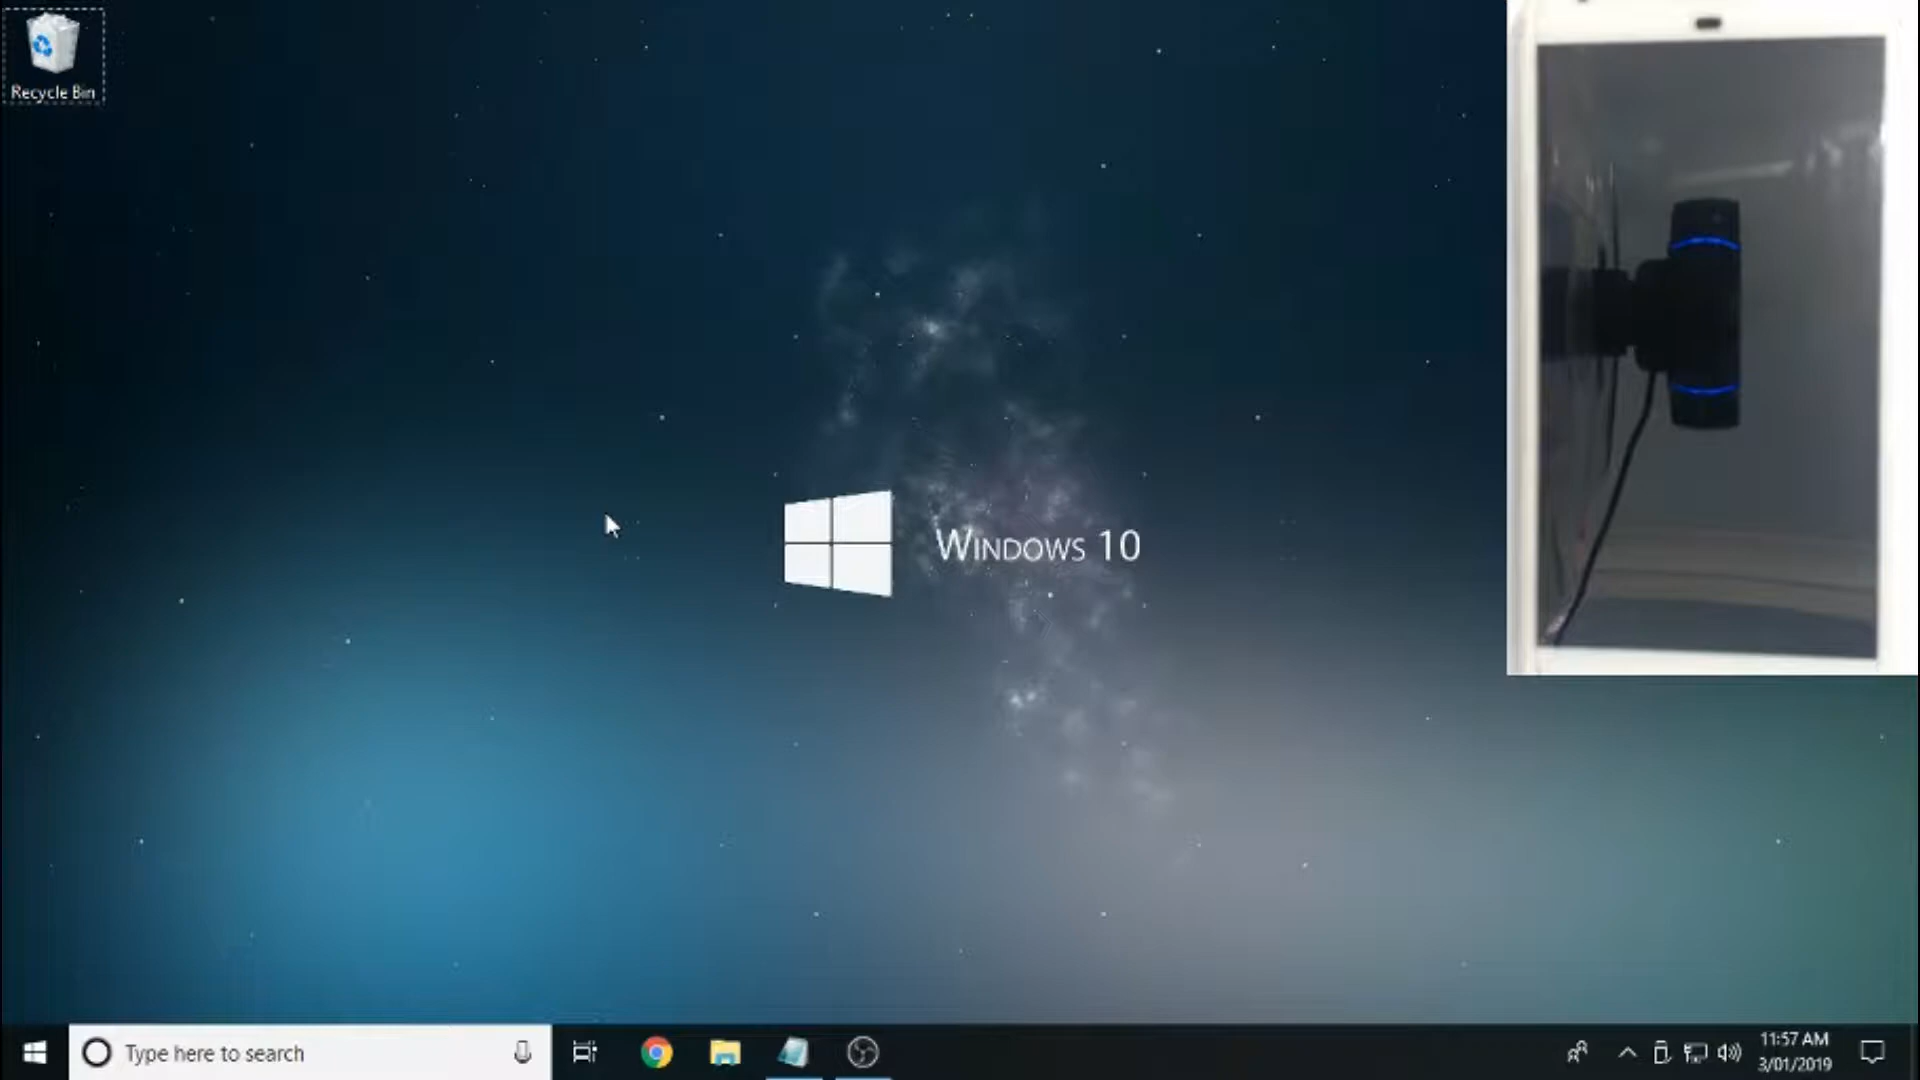 Recycle Bin
WINDOWS 10
Type here to search
11:57 AM
3/01/2019